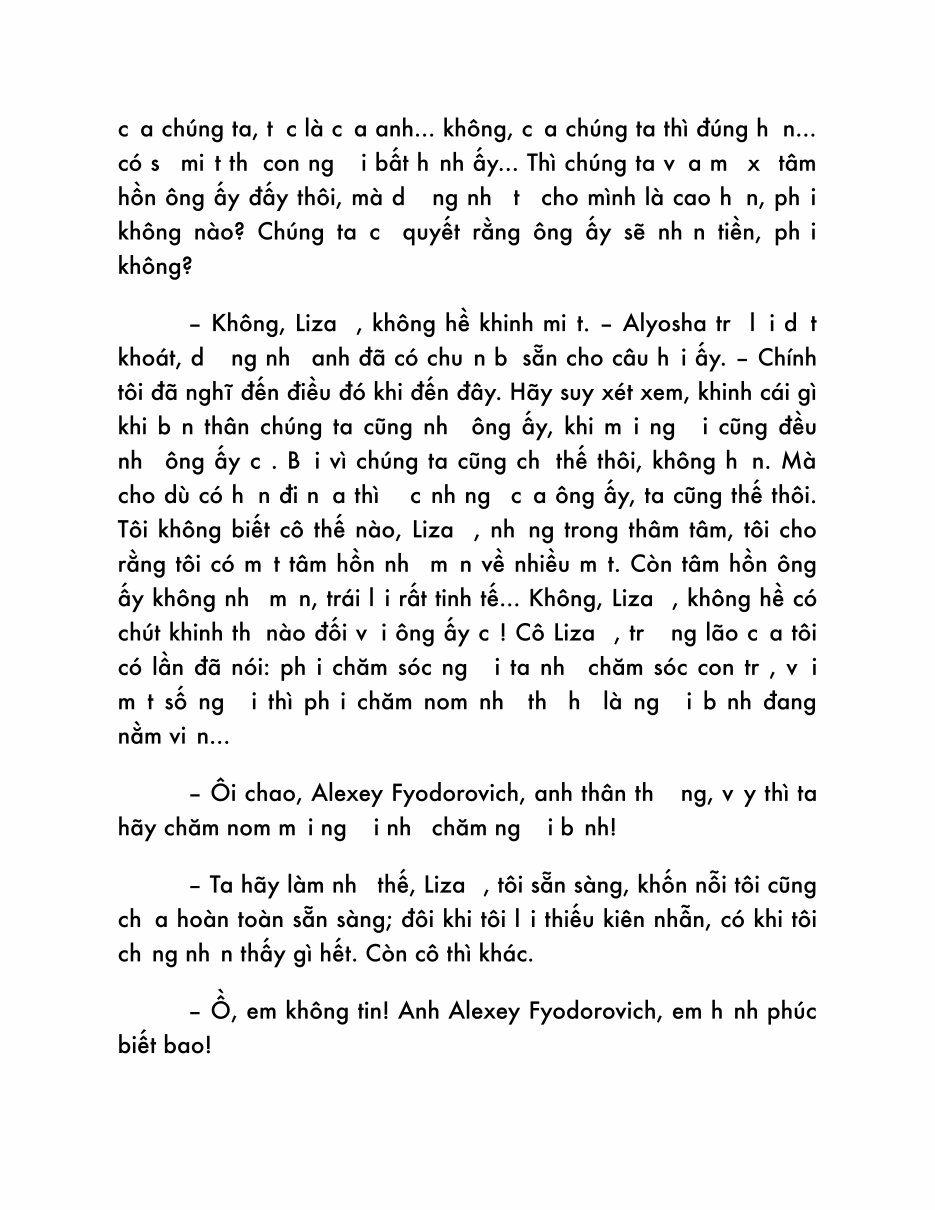 c a chúng ta, t c là c a anh... không, c a chúng ta thì đúng h n...
có s mi t th con ng i bất h nh ấy... Thì chúng ta v a m x tâm
hồn ông ấy đấy thôi, mà d ng nh t cho mình là cao h n, ph i
không nào? Chúng ta c quyết rằng ông ấy sẽ nh n tiền, ph i
không?
– Không, Liza , không hề khinh mi t. – Alyosha tr l i d t
khoát, d ng nh anh đã có chu n b sẵn cho câu h i ấy. – Chính
tôi đã nghĩ đến điều đó khi đến đây. Hãy suy xét xem, khinh cái gì
khi b n thân chúng ta cũng nh ông ấy, khi m i ng i cũng đều
nh ông ấy c . B i vì chúng ta cũng ch thế thôi, không h n. Mà
cho dù có h n đi n a thì c nh ng c a ông ấy, ta cũng thế thôi.
Tôi không biết cô thế nào, Liza , nh ng trong thâm tâm, tôi cho
rằng tôi có m t tâm hồn nh m n về nhiều m t. Còn tâm hồn ông
ấy không nh m n, trái l i rất tinh tế... Không, Liza , không hề có
chút khinh th nào đối v i ông ấy c ! Cô Liza , tr ng lão c a tôi
có lần đã nói: ph i chăm sóc ng i ta nh chăm sóc con tr , v i
m t số ng i thì ph i chăm nom nh th h là ng i b nh đang
nằm vi n...
– Ôi chao, Alexey Fyodorovich, anh thân th ng, v y thì ta
hãy chăm nom m i ng i nh chăm ng i b nh!
– Ta hãy làm nh thế, Liza , tôi sẵn sàng, khốn nỗi tôi cũng
ch a hoàn toàn sẵn sàng; đôi khi tôi l i thiếu kiên nhẫn, có khi tôi
ch ng nh n thấy gì hết. Còn cô thì khác.
– Ồ, em không tin! Anh Alexey Fyodorovich, em h nh phúc
biết bao!